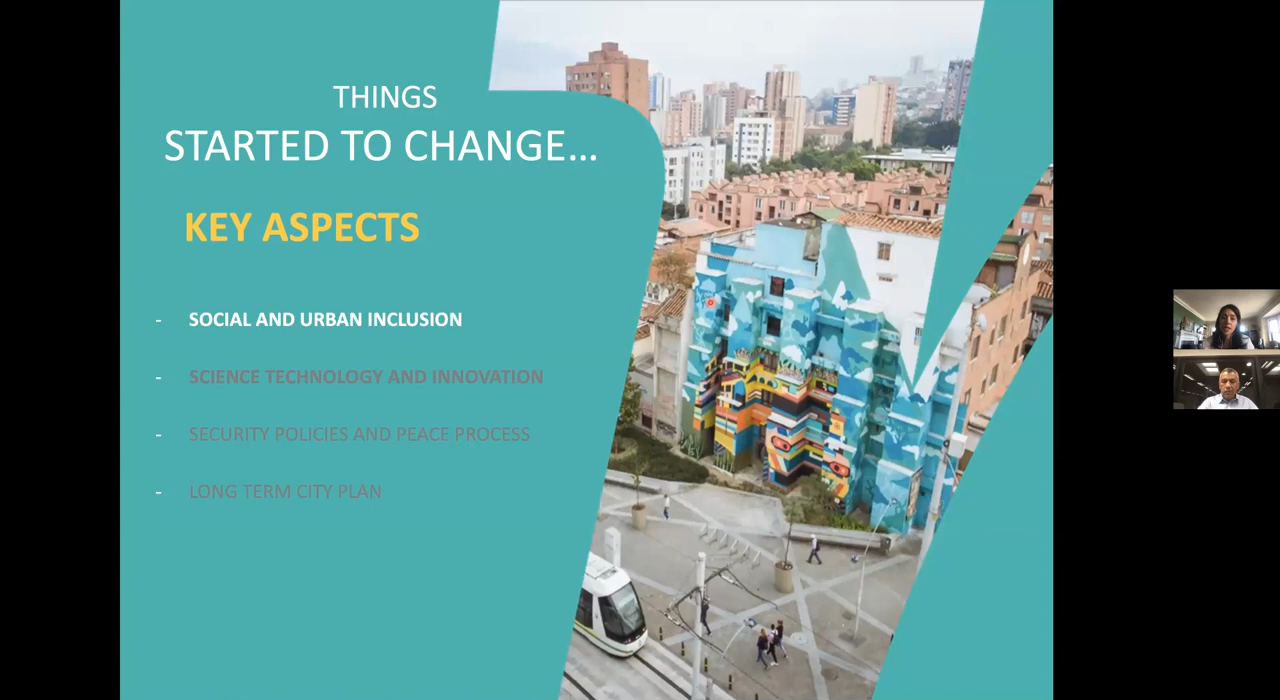 THINGS
STARTED TO CHANGE...
KEY ASPECTS
- SOCIAL AND URBAN INCLUSION
- SCIENCE TECHNOLOGY AND INNOVATION
- SECURITY POLICIES AND PEACE PROCESS
- LONG TERM CITY PLAN